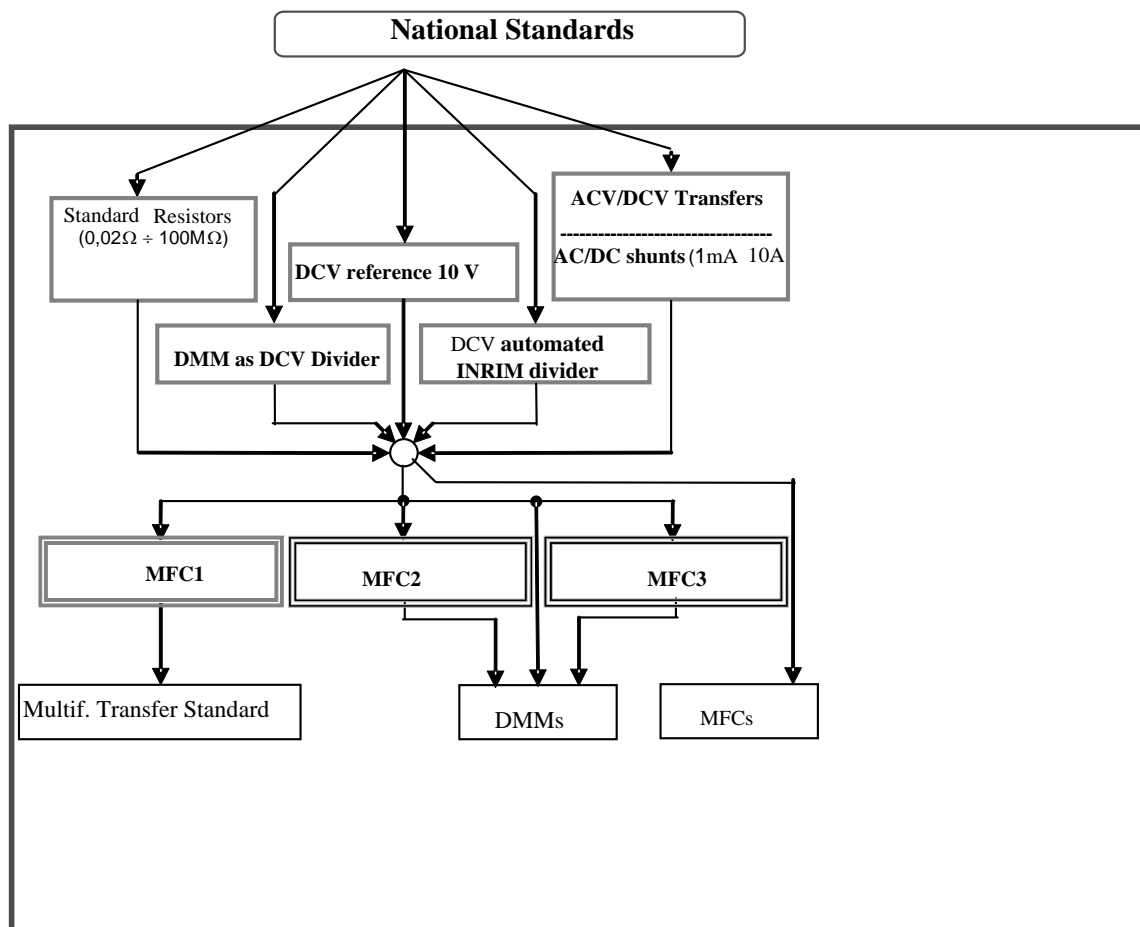 National Standards
Standard Resistors
(0,02Ω ÷ 100MΩ)
ACV/DCV Transfers
-----------------------------------
AC/DC shunts (1mA 10A
DCV reference 10 V
DMM as DCV Divider
DCV automated
INRIM divider
MFC1
MFC2
MFC3
Multif. Transfer Standard
DMMs
MFCs